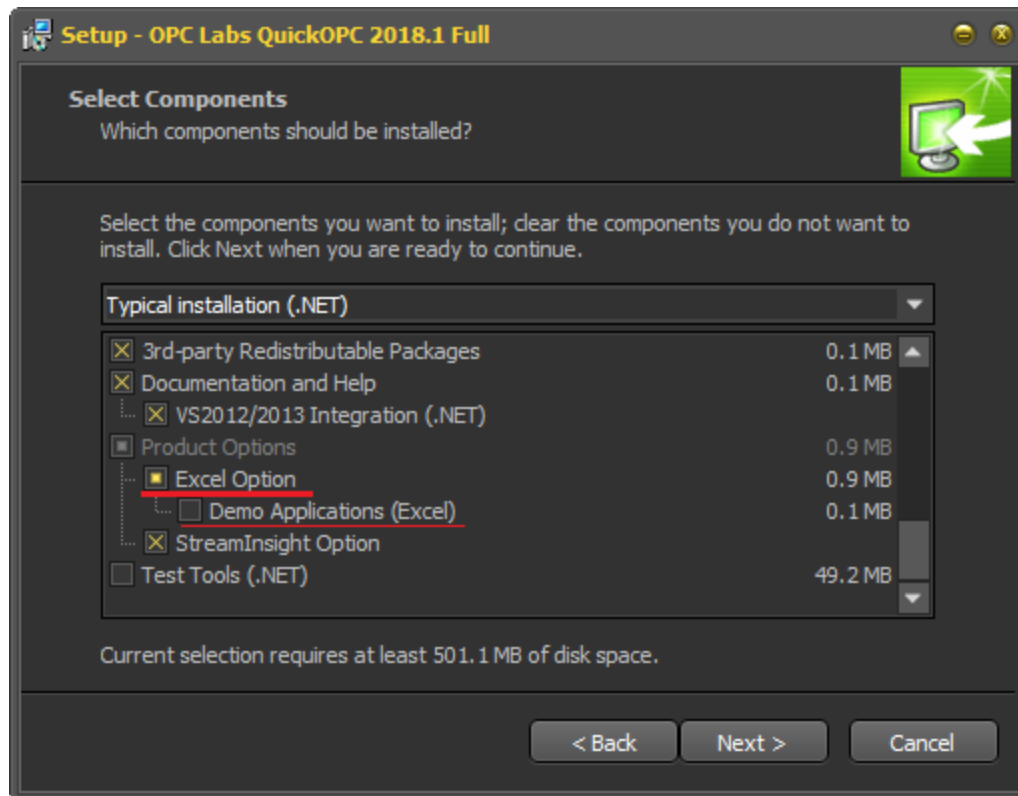 Setup - OPC Labs QuickOPC 2018.1 Full
Select Components
Which components should be installed?
Select the components you want to install; clear the components you do not want to
install. Click Next when you are ready to continue.
Typical installation (.NET)
3rd-party Redistributable Packages 0.1 MB
Documentation and Help 0.1 MB
VS2012/2013 Integration (.NET)
Product Options 0.9 MB
Excel Option 0.9 MB
Demo Applications (Excel) 0.1 MB
StreamInsight Option
Test Tools (.NET) 49.2 MB
Current selection requires at least 501.1 MB of disk space.
< Back Next > Cancel